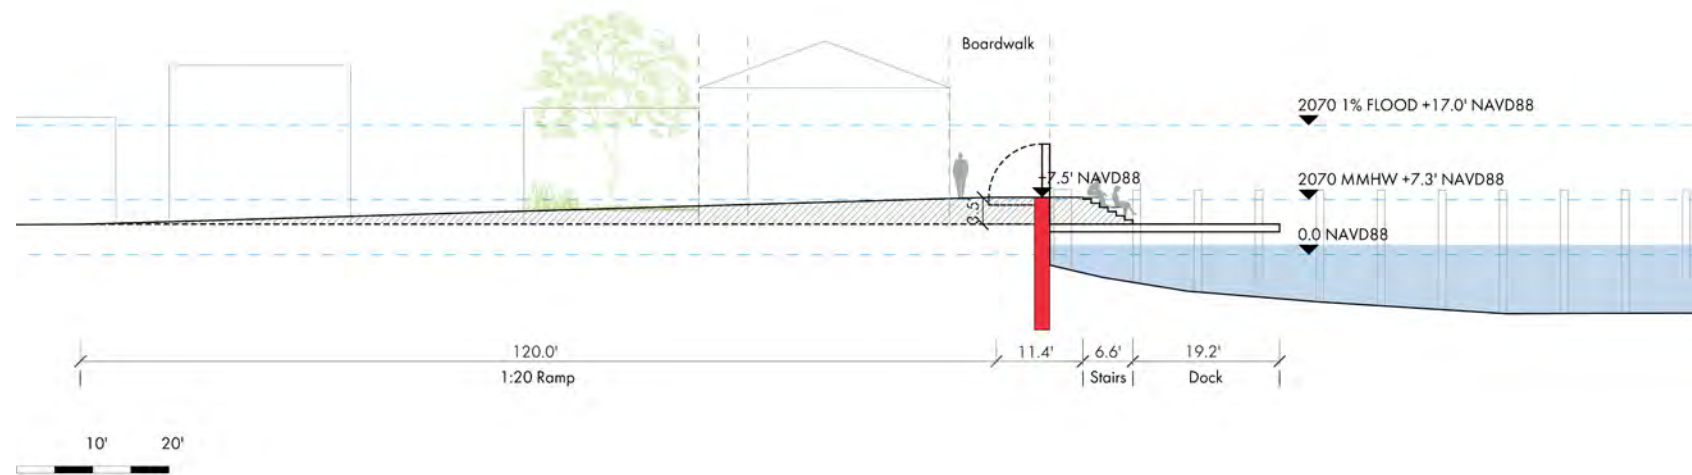 Boardwalk
2070 1% FLOOD +17.0' NAVD88
+7.5' NAVD88
2070 MMHW +7.3' NAVD88
3.5'
0.0 NAVD88
120.0'
11.4'
6.6'
19.2'
1:20 Ramp
Stairs
Dock
10'
20'